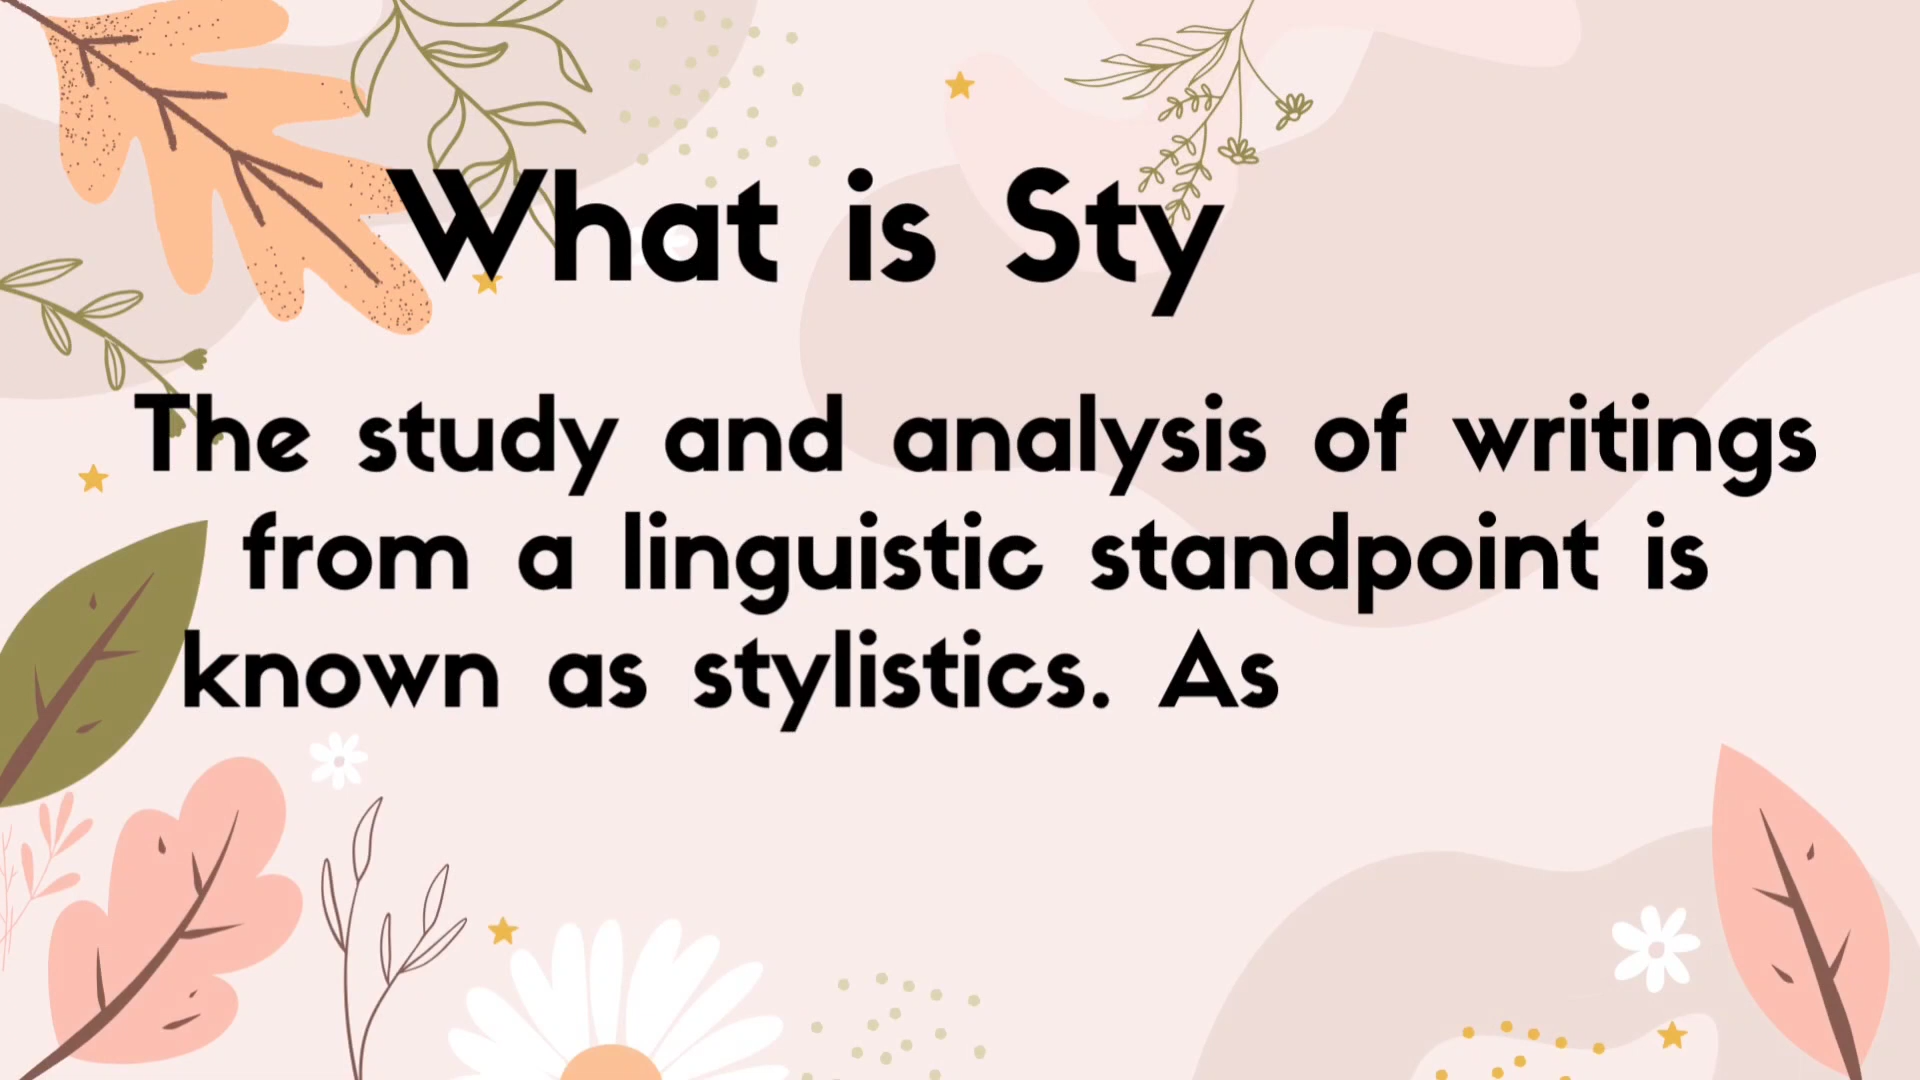 What is Sty
The study and analysis of writings
from a linguistic standpoint is
known as stylistics. As